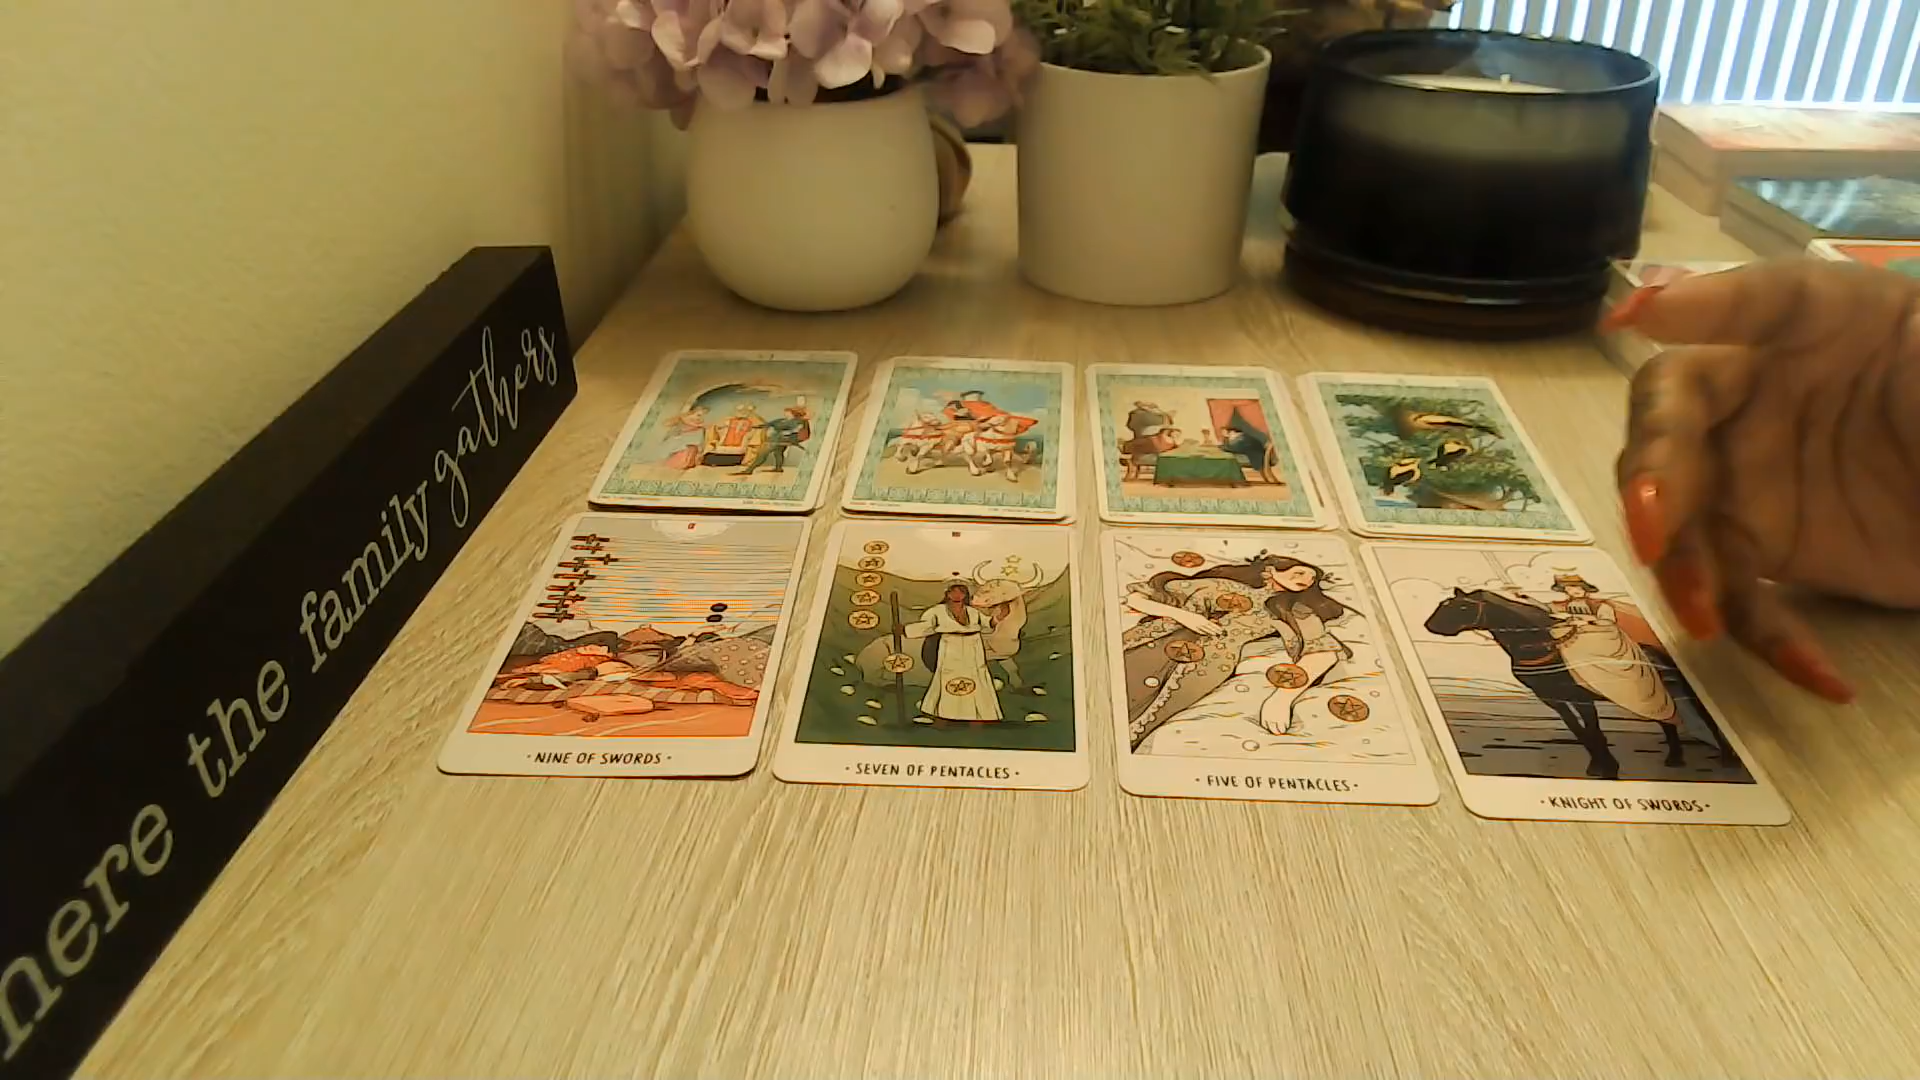 here the family gathers
· NINE OF SWORDS ·
· SEVEN OF PENTACLES ·
· FIVE OF PENTACLES ·
· KNIGHT OF SWORDS ·